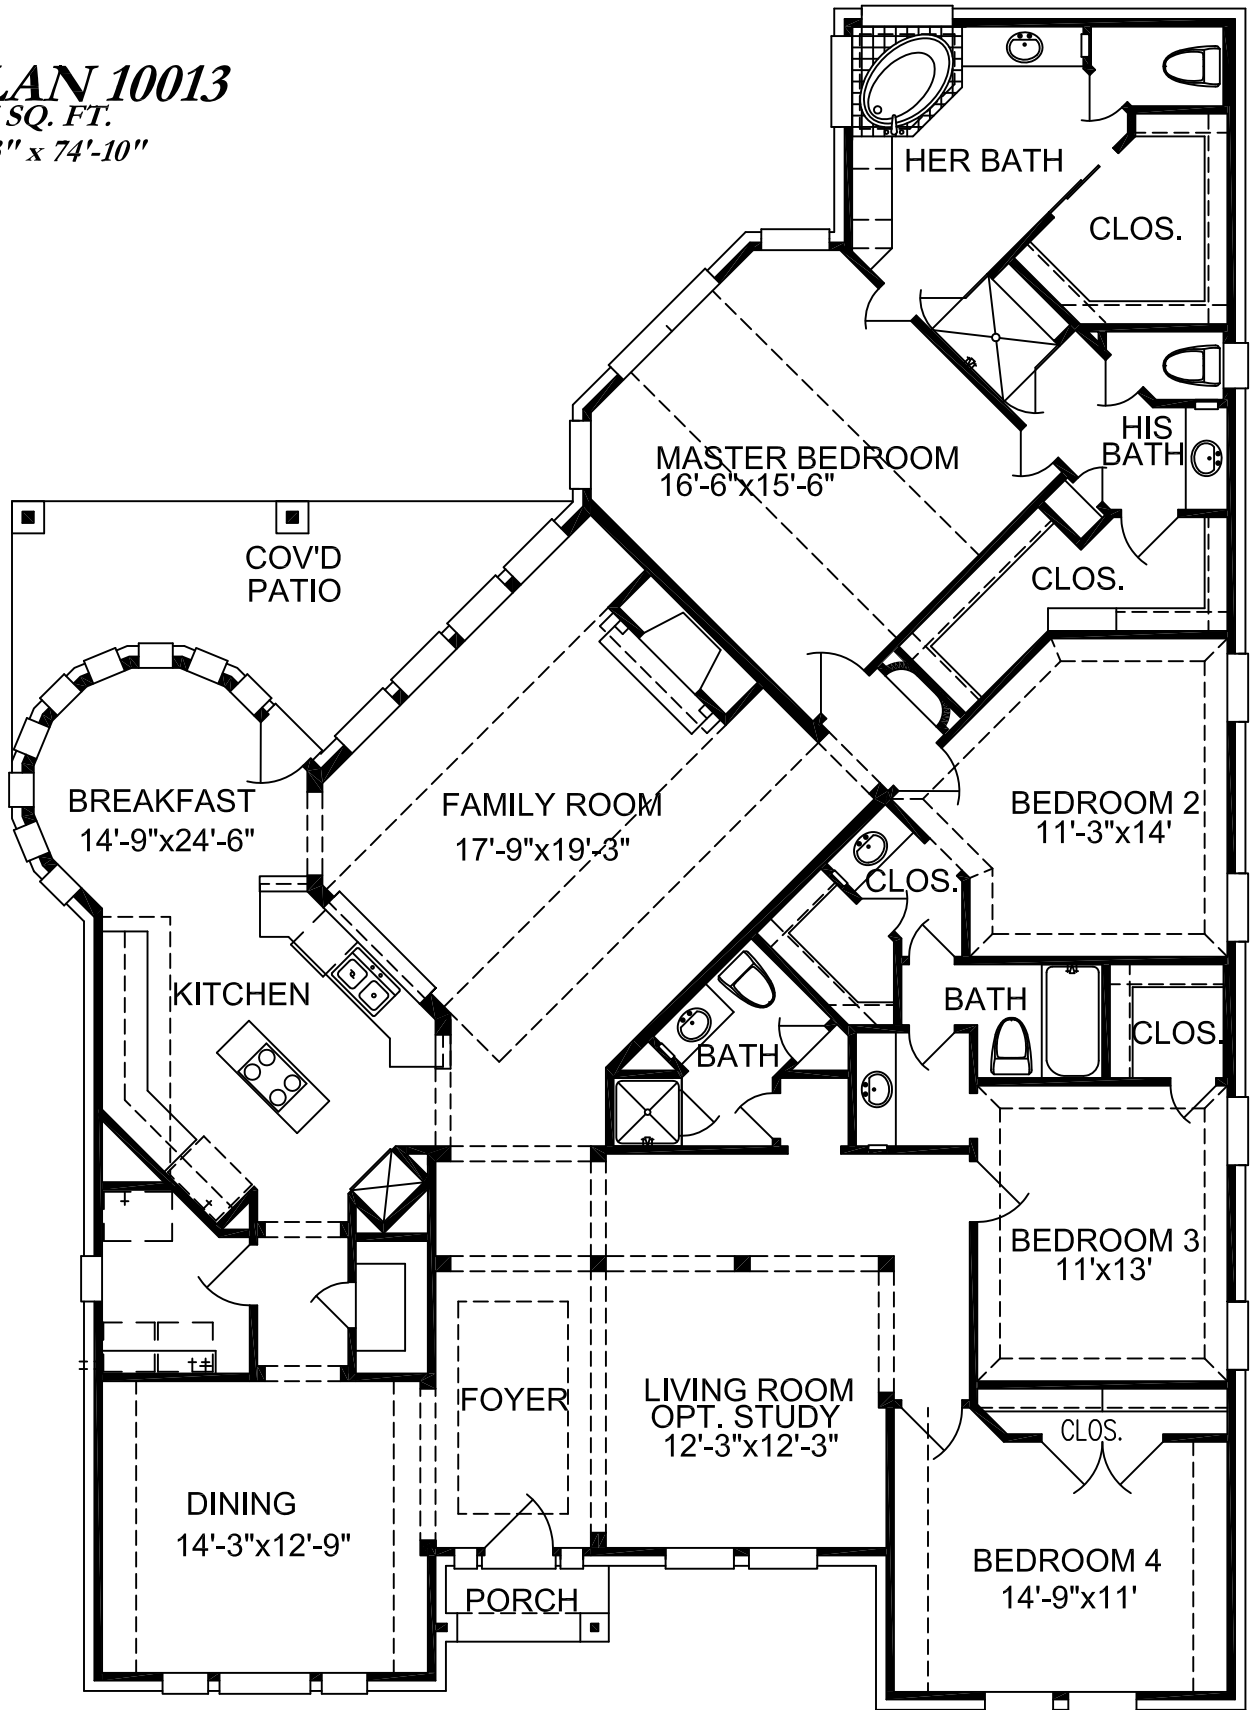 PLAN 10013
SQ. FT.
x 74'-10"
HER BATH
CLOS.
HIS
BATH
MASTER BEDROOM
16'-6"x15'-6"
COV'D
PATIO
CLOS.
BREAKFAST
14'-9"x24'-6"
FAMILY ROOM
17'-9"x19'-3"
BEDROOM 2
11'-3"x14'
CLOS.
KITCHEN
BATH
BATH
CLOS.
BEDROOM 3
11'x13'
FOYER
LIVING ROOM
OPT. STUDY
12'-3"x12'-3"
CLOS.
DINING
14'-3"x12'-9"
BEDROOM 4
14'-9"x11'
PORCH